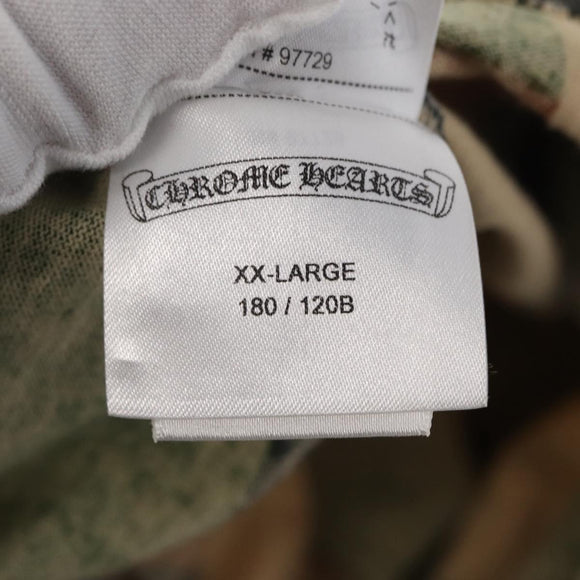 # 97729
CHROME HEARTS
XX-LARGE
180 / 120B